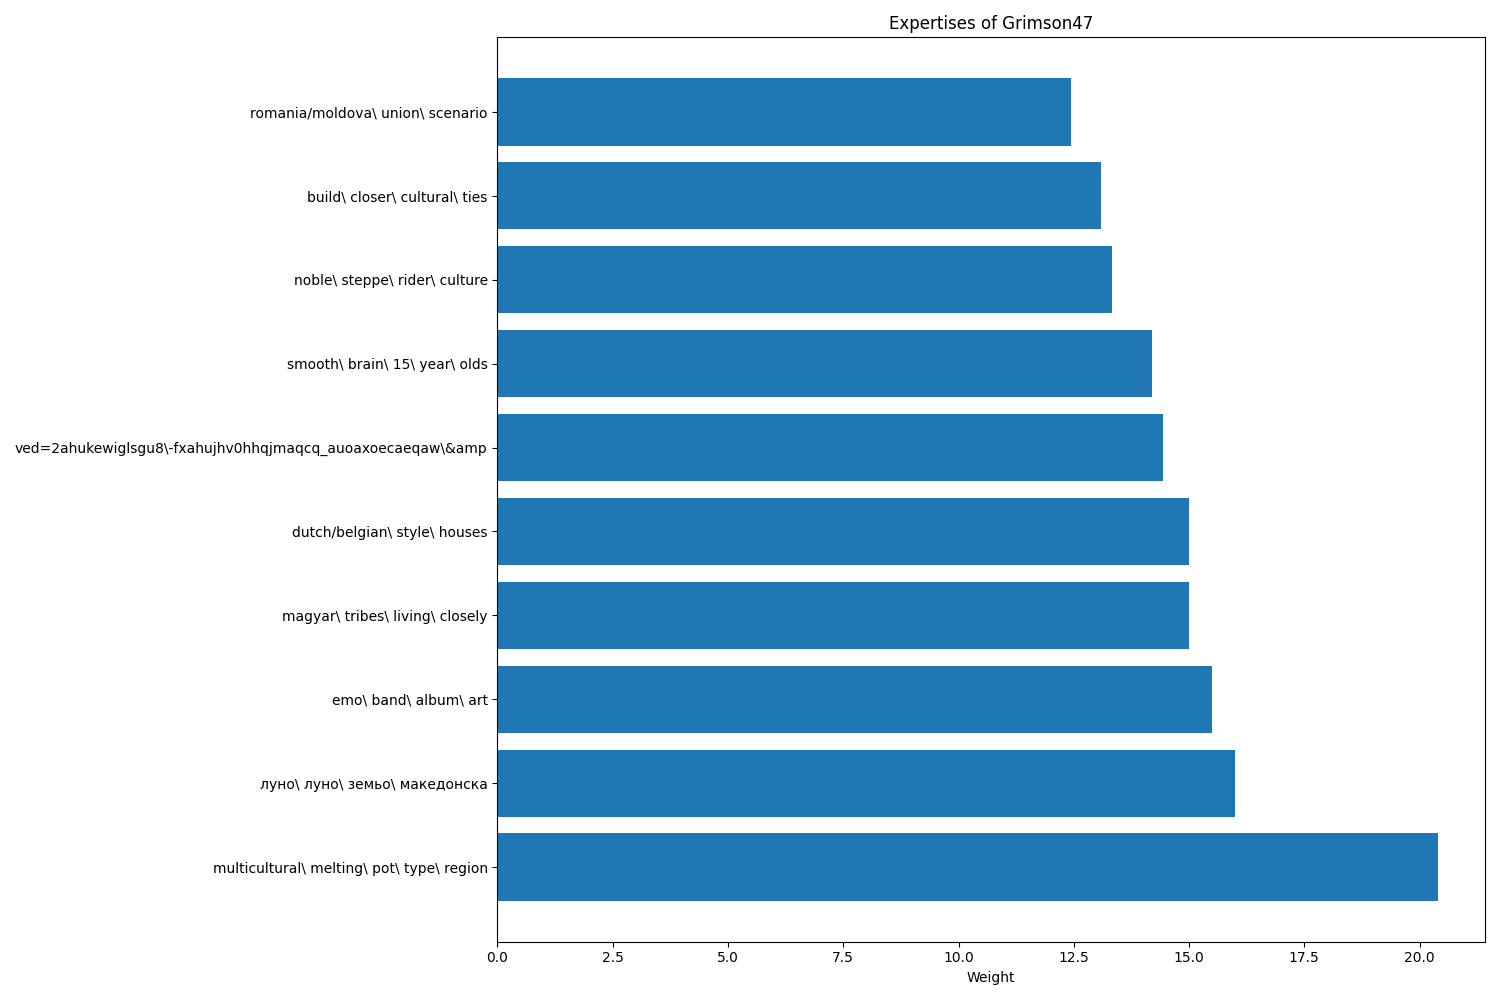 Expertises of Grimson47
romania/moldova\ union\ scenario
build\ closer\ cultural\ ties
noble\ steppe\ rider\ culture
smooth\ brain\ 15\ year\ olds
ved=2ahukewiglsgu8\-fxahujhv0hhqjmaqcq_auoaxoecaeqaw\&amp
dutch/belgian\ style\ houses
magyar\ tribes\ living\ closely
emo\ band\ album\ art
луно\ луно\ земьо\ македонска
multicultural\ melting\ pot\ type\ region
0.0 2.5 5.0 7.5 10.0 12.5 15.0 17.5 20.0
Weight